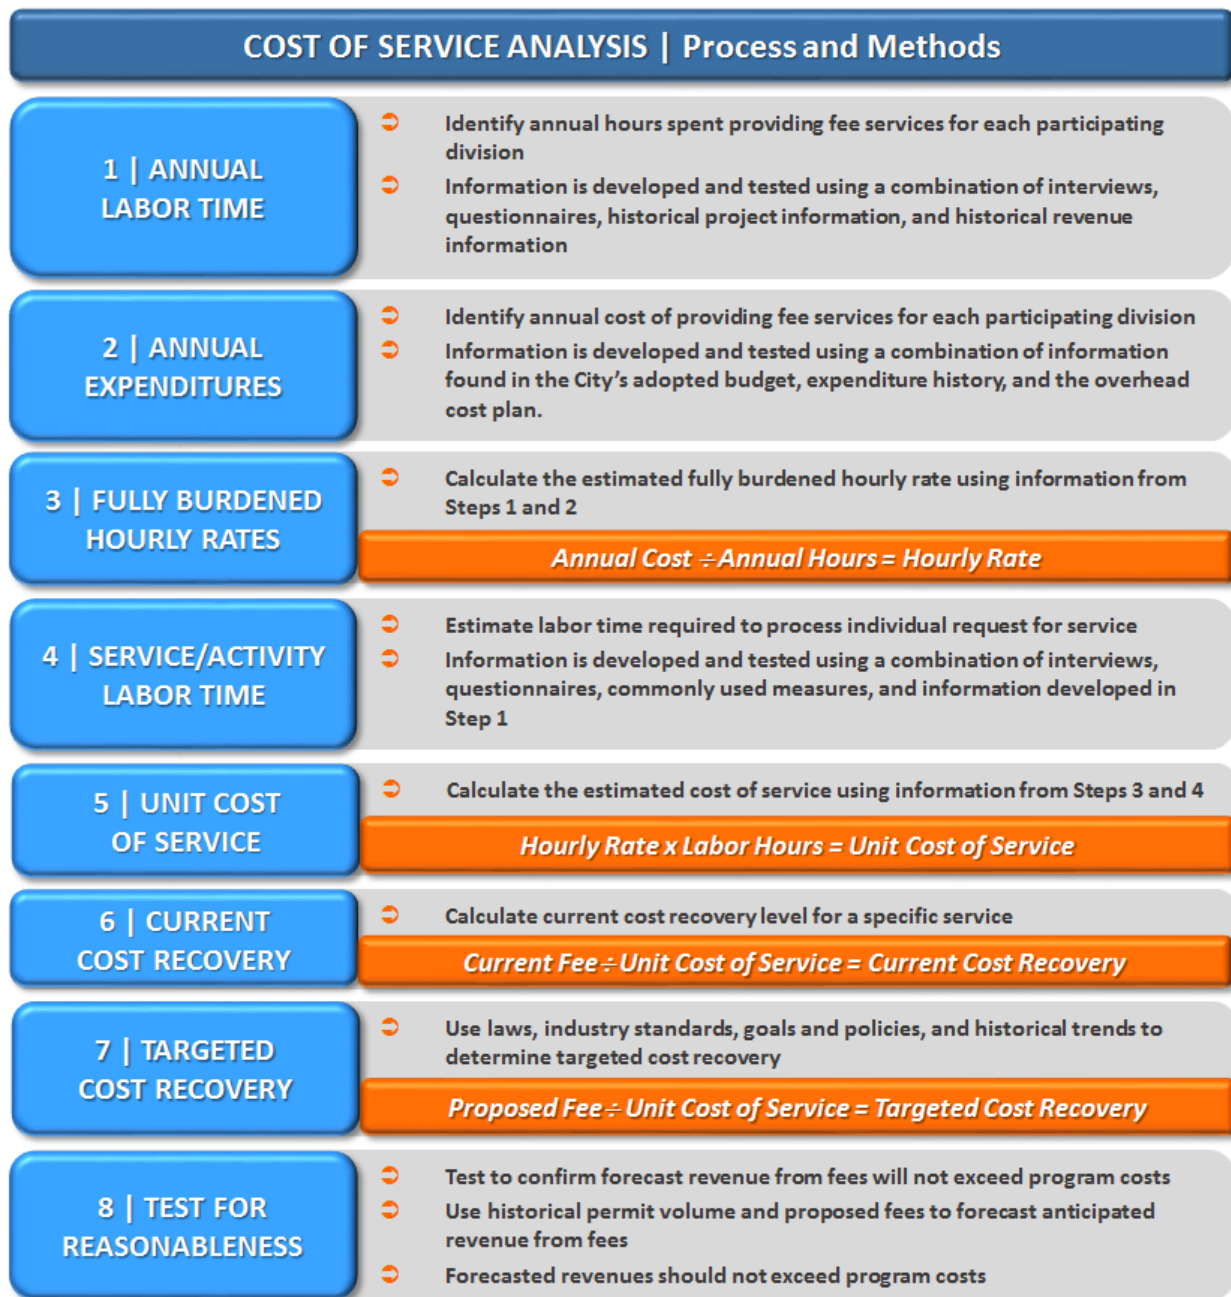 COST OF SERVICE ANALYSIS | Process and Methods
1 | ANNUAL
LABOR TIME
Identify annual hours spent providing fee services for each participating
division
Information is developed and tested using a combination of interviews,
questionnaires, historical project information, and historical revenue
information
2 | ANNUAL
EXPENDITURES
Identify annual cost of providing fee services for each participating division
Information is developed and tested using a combination of information
found in the City's adopted budget, expenditure history, and the overhead
cost plan.
3 | FULLY BURDENED
HOURLY RATES
Calculate the estimated fully burdened hourly rate using information from
Steps 1 and 2
Annual Cost ÷ Annual Hours = Hourly Rate
4 | SERVICE/ACTIVITY
LABOR TIME
Estimate labor time required to process individual request for service
Information is developed and tested using a combination of interviews,
questionnaires, commonly used measures, and information developed in
Step 1
5 | UNIT COST
OF SERVICE
Calculate the estimated cost of service using information from Steps 3 and 4
Hourly Rate x Labor Hours = Unit Cost of Service
6 | CURRENT
COST RECOVERY
Calculate current cost recovery level for a specific service
Current Fee ÷ Unit Cost of Service = Current Cost Recovery
7 | TARGETED
COST RECOVERY
Use laws, industry standards, goals and policies, and historical trends to
determine targeted cost recovery
Proposed Fee ÷ Unit Cost of Service = Targeted Cost Recovery
8 | TEST FOR
REASONABLENESS
Test to confirm forecast revenue from fees will not exceed program costs
Use historical permit volume and proposed fees to forecast anticipated
revenue from fees
Forecasted revenues should not exceed program costs